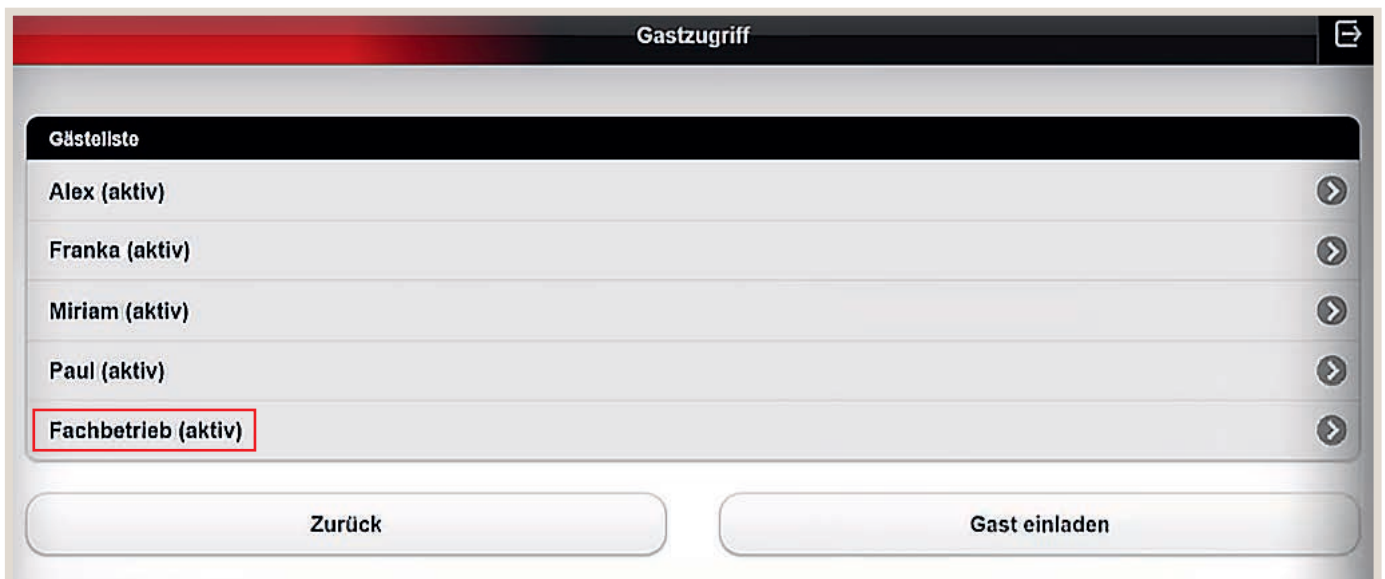 Gastzugriff
Gästeliste
Alex (aktiv)
Franka (aktiv)
Miriam (aktiv)
Paul (aktiv)
Fachbetrieb (aktiv)
Zurück
Gast einladen